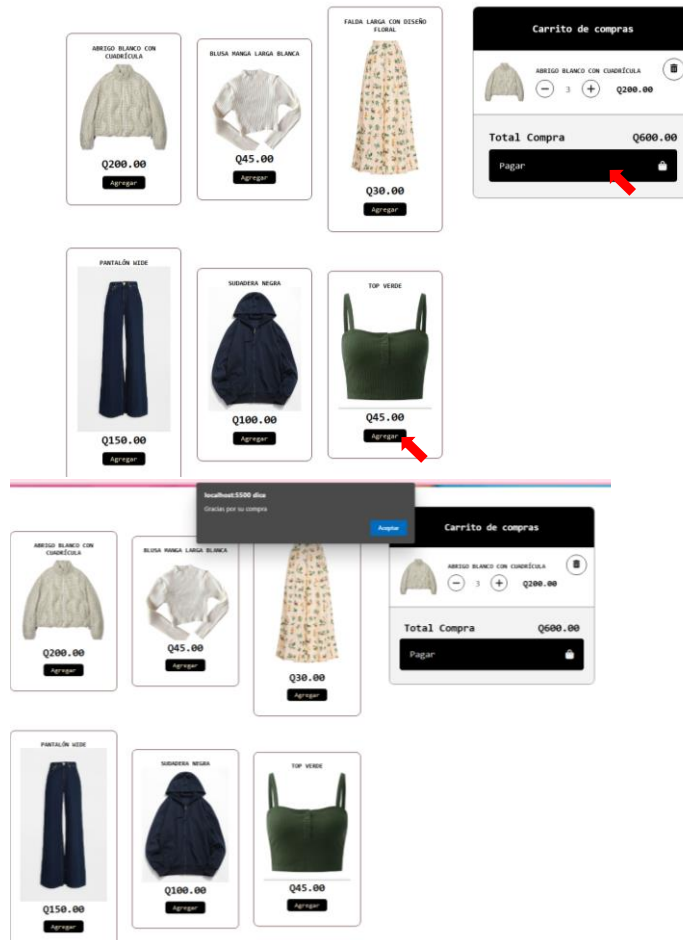 ABRIGO BLANCO CON
CUADRÍCULA
Q200.00
Agregar
BLUSA MANGA LARGA BLANCA
Q45.00
Agregar
FALDA LARGA CON DISEÑO
FLORAL
Q30.00
Agregar
Carrito de compras
ABRIGO BLANCO CON CUADRÍCULA
3 Q200.00
Total Compra Q600.00
Pagar
PANTALÓN WIDE
Q150.00
Agregar
SUDADERA NEGRA
Q100.00
Agregar
TOP VERDE
Q45.00
Agregar
localhost:5500 dice
Gracias por su compra
Aceptar
ABRIGO BLANCO CON
CUADRÍCULA
Q200.00
Agregar
BLUSA MANGA LARGA BLANCA
Q45.00
Agregar
Q30.00
Agregar
Carrito de compras
ABRIGO BLANCO CON CUADRÍCULA
3 Q200.00
Total Compra Q600.00
Pagar
PANTALÓN WIDE
Q150.00
Agregar
SUDADERA NEGRA
Q100.00
Agregar
TOP VERDE
Q45.00
Agregar